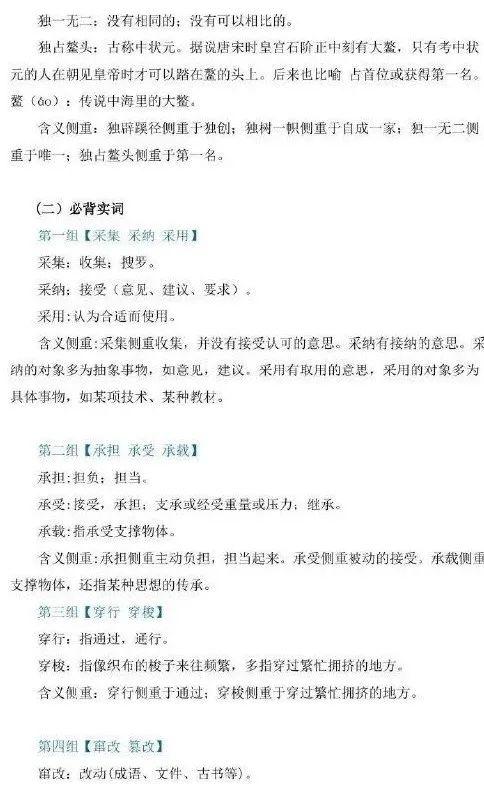 独一无二：没有相同的；没有可以相比的。
独占鳌头：古称中状元。据说唐宋时皇宫石阶正中刻有大鳌，只有考中状
元的人在朝见皇帝时才可以踏在鳌的头上。后来也比喻 占首位或获得第一名。
鳌（áo）：传说中海里的大鳖。
含义侧重：独辟蹊径侧重于独创；独树一帜侧重于自成一家；独一无二侧
重于唯一；独占鳌头侧重于第一名。
（二）必背实词
第一组【采集 采纳 采用】
采集：收集；搜罗。
采纳：接受（意见、建议、要求）。
采用:认为合适而使用。
含义侧重:采集侧重收集，并没有接受认可的意思。采纳有接纳的意思。采
纳的对象多为抽象事物，如意见，建议。采用有取用的意思，采用的对象多为
具体事物，如某项技术、某种教材。
第二组【承担 承受 承载】
承担:担负；担当。
承受:接受，承担；支承或经受重量或压力；继承。
承载:指承受支撑物体。
含义侧重:承担侧重主动负担，担当起来。承受侧重被动的接受。承载侧重
支撑物体，还指某种思想的传承。
第三组【穿行 穿梭】
穿行：指通过，通行。
穿梭：指像织布的梭子来往频繁，多指穿过繁忙拥挤的地方。
含义侧重：穿行侧重于通过；穿梭侧重于穿过繁忙拥挤的地方。
第四组【窜改 篡改】
窜改：改动(成语、文件、古书等)。